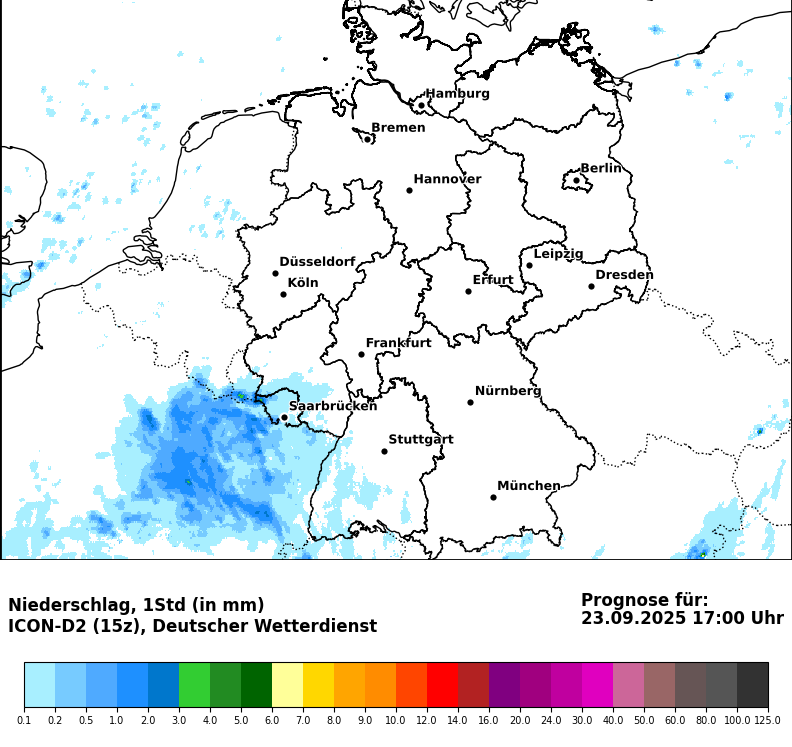 Hamburg
Bremen
Berlin
Hannover
Leipzig
Düsseldorf
Dresden
Köln
Erfurt
Frankfurt
Nürnberg
Saarbrücken
Stuttgart
München
Niederschlag, 1Std (in mm)
ICON-D2 (15z), Deutscher Wetterdienst
Prognose für:
23.09.2025 17:00 Uhr
0.1 0.2 0.5 1.0 2.0 3.0 4.0 5.0 6.0 7.0 8.0 9.0 10.0 12.0 14.0 16.0 20.0 24.0 30.0 40.0 50.0 60.0 80.0 100.0 125.0